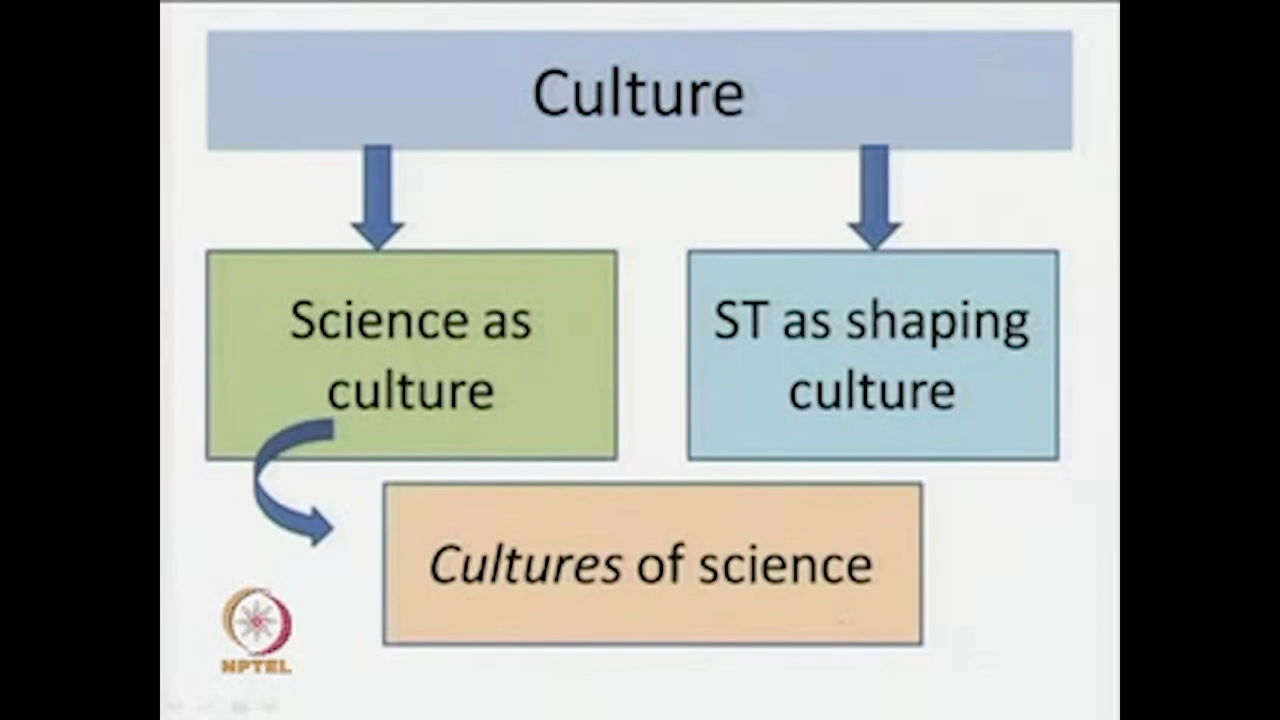 Culture
Science as
culture
ST as shaping
culture
Cultures of science
NPTEL